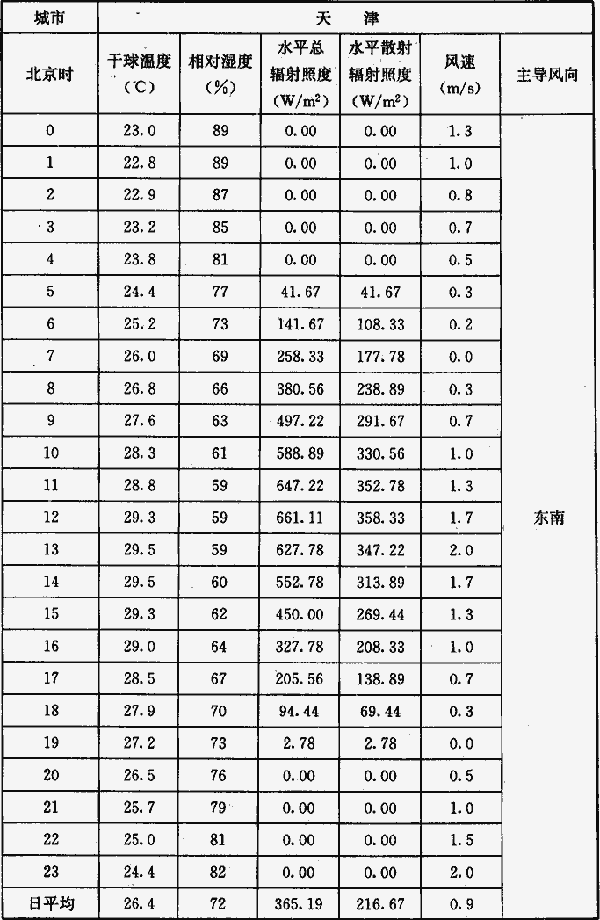 城市 天 津
北京时 干球温度(℃) 相对湿度(%) 水平总辐射照度(W/m²) 水平散射辐射照度(W/m²) 风速(m/s) 主导风向
0 23.0 89 0.00 0.00 1.3
1 22.8 89 0.00 0.00 1.0
2 22.9 87 0.00 0.00 0.8
3 23.2 85 0.00 0.00 0.7
4 23.8 81 0.00 0.00 0.5
5 24.4 77 41.67 41.67 0.3
6 25.2 73 141.67 108.33 0.2
7 26.0 69 258.33 177.78 0.0
8 26.8 66 380.56 238.89 0.3
9 27.6 63 497.22 291.67 0.7
10 28.3 61 588.89 330.56 1.0
11 28.8 59 647.22 352.78 1.3
12 29.3 59 661.11 358.33 1.7 东南
13 29.5 59 627.78 347.22 2.0
14 29.5 60 552.78 313.89 1.7
15 29.3 62 450.00 269.44 1.3
16 29.0 64 327.78 208.33 1.0
17 28.5 67 205.56 138.89 0.7
18 27.9 70 94.44 69.44 0.3
19 27.2 73 2.78 2.78 0.0
20 26.5 76 0.00 0.00 0.5
21 25.7 79 0.00 0.00 1.0
22 25.0 81 0.00 0.00 1.5
23 24.4 82 0.00 0.00 2.0
日平均 26.4 72 365.19 216.67 0.9